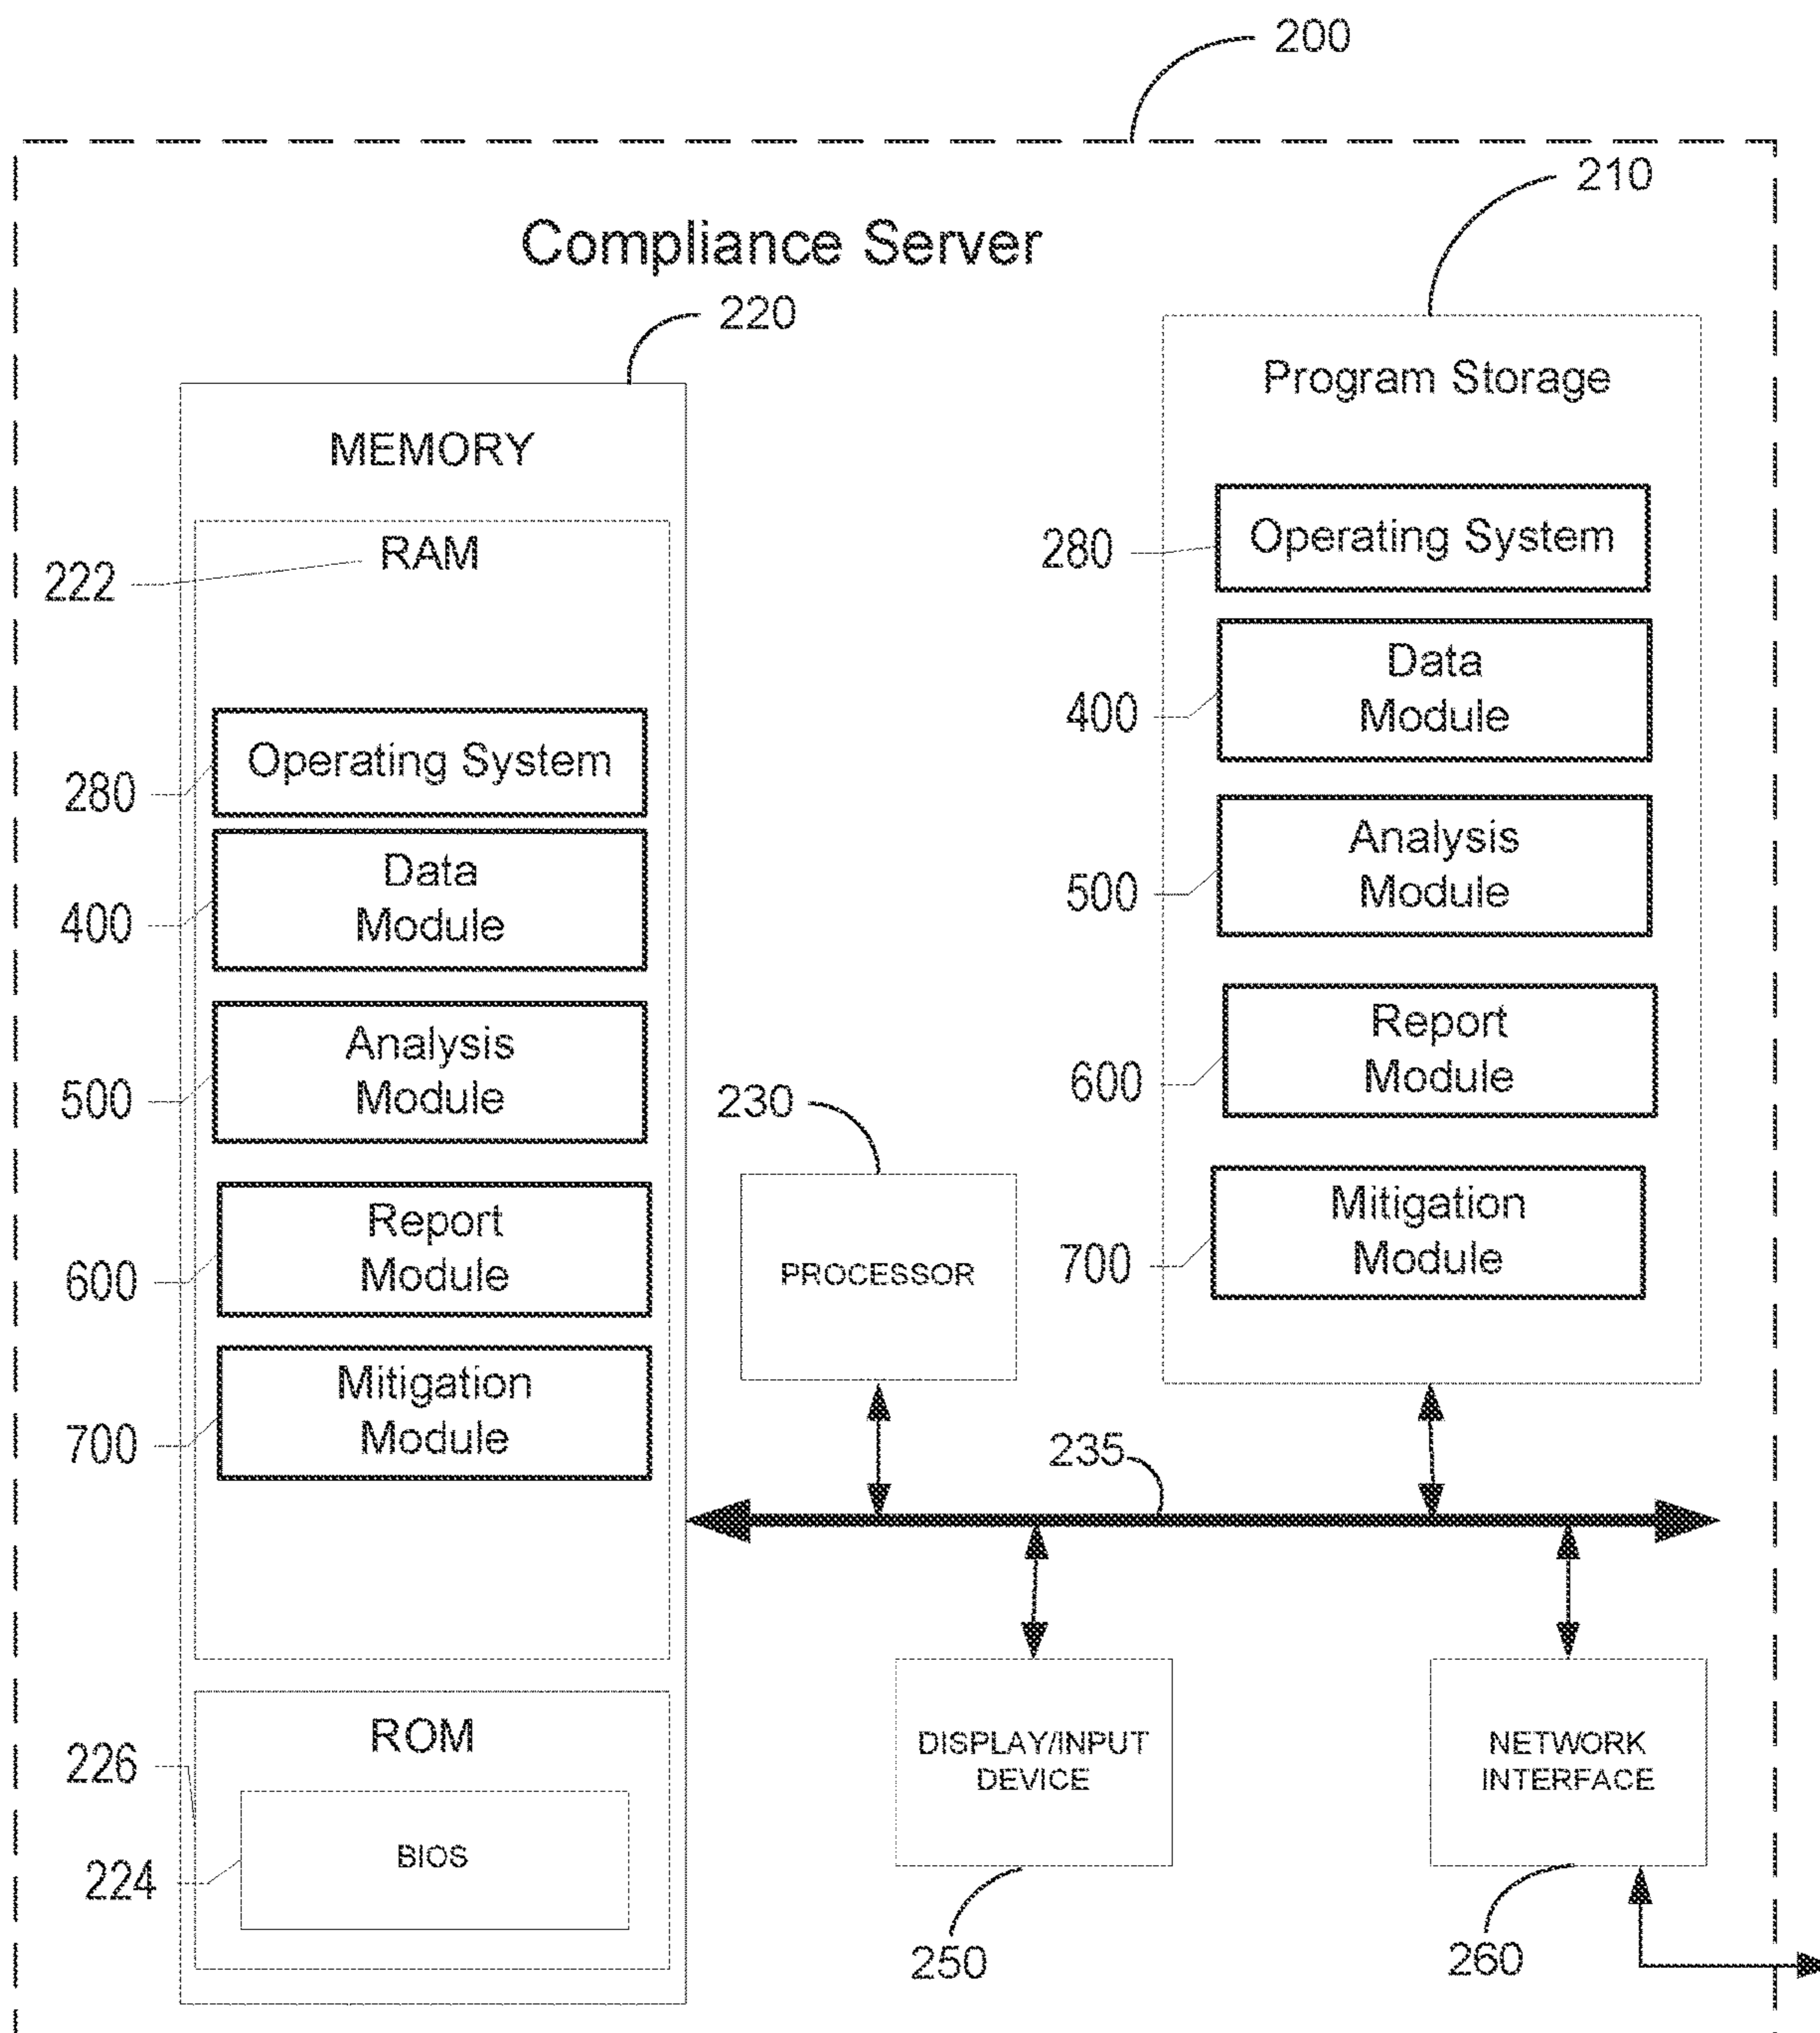 200
210
Compliance Server
220
Program Storage
MEMORY
Operating System
280
RAM
222
Data
Module
400
Operating System
280
Analysis
Module
500
Data
Module
400
Report
Module
600
Analysis
Module
500
230
Mitigation
Module
700
Report
Module
600
PROCESSOR
Mitigation
Module
700
235
ROM
226
DISPLAY/INPUT
DEVICE
NETWORK
INTERFACE
BIOS
224
250
260